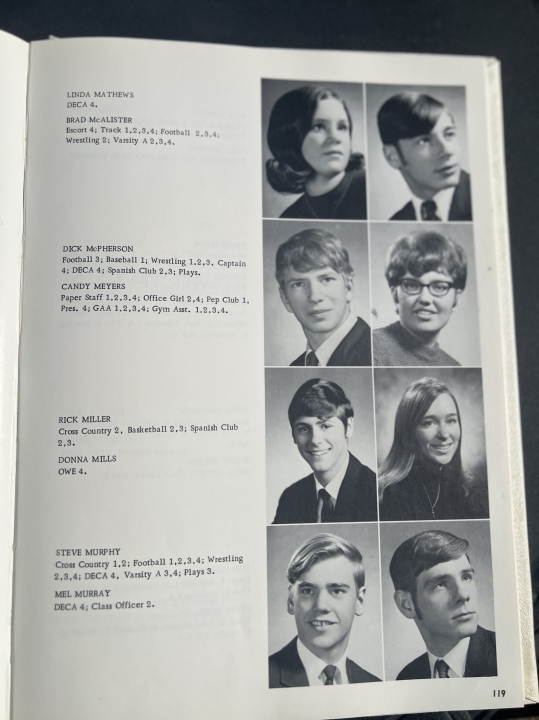 LINDA MATHEWS
DECA 4.
BRAD McALISTER
Escort 4; Track 1,2,3,4; Football 2,3,4;
Wrestling 2; Varsity A 2,3,4.
DICK McPHERSON
Football 3; Baseball 1; Wrestling 1,2,3, Captain
4; DECA 4; Spanish Club 2,3; Plays.
CANDY MEYERS
Paper Staff 1,2,3,4; Office Girl 2,4; Pep Club 1,
Pres. 4; GAA 1,2,3,4; Gym Asst. 1,2,3,4.
RICK MILLER
Cross Country 2, Basketball 2,3; Spanish Club
2,3.
DONNA MILLS
OWE 4.
STEVE MURPHY
Cross Country 1,2; Football 1,2,3,4; Wrestling
2,3,4; DECA 4, Varsity A 3,4; Plays 3.
MEL MURRAY
DECA 4; Class Officer 2.
119